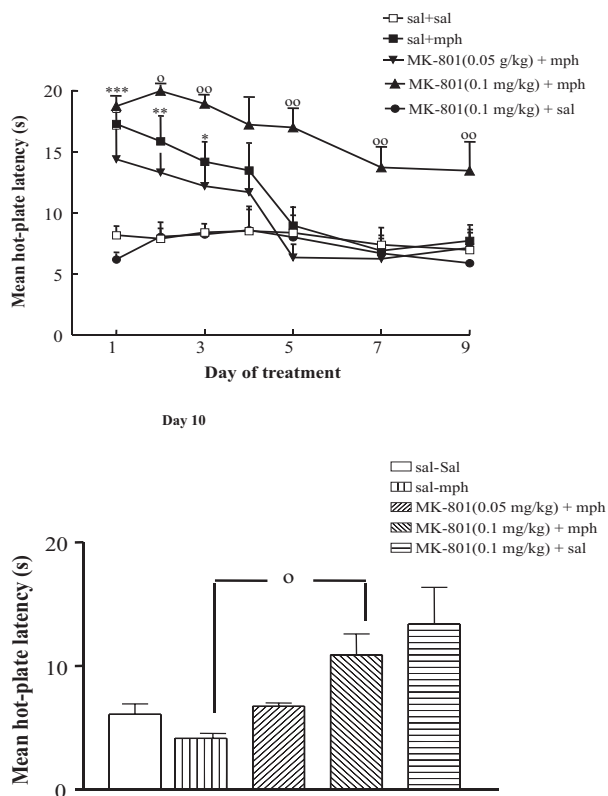 sal+sal
sal+mph
MK-801(0.05 g/kg) + mph
MK-801(0.1 mg/kg) + mph
MK-801(0.1 mg/kg) + sal
Mean hot-plate latency (s)
20
15
10
5
0
*** o oo oo oo oo
** *
1 3 5 7 9
Day of treatment
Day 10
sal-Sal
sal-mph
MK-801(0.05 mg/kg) + mph
MK-801(0.1 mg/kg) + mph
MK-801(0.1 mg/kg) + sal
Mean hot-plate latency (s)
20
10
0
o